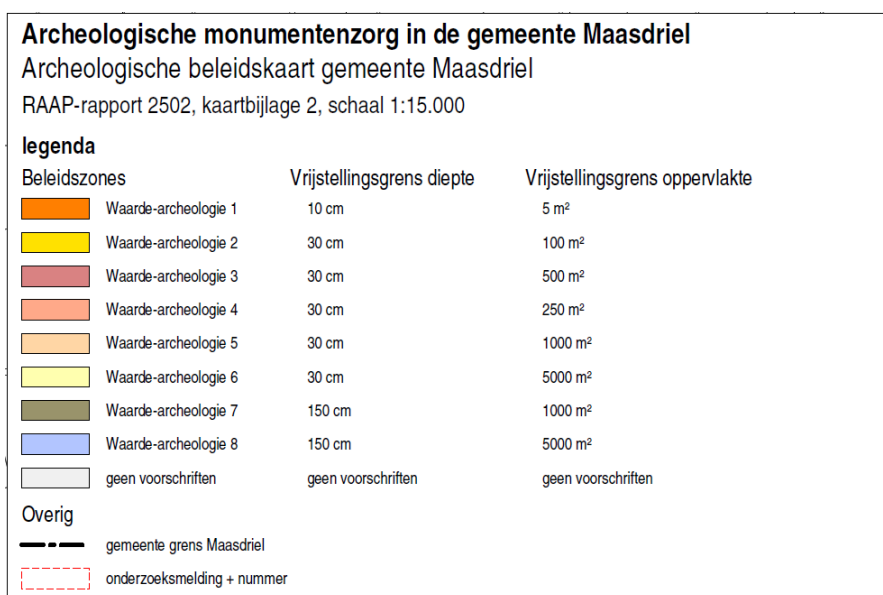 Archeologische monumentenzorg in de gemeente Maasdriel
Archeologische beleidskaart gemeente Maasdriel
RAAP-rapport 2502, kaartbijlage 2, schaal 1:15.000
legenda
Beleidszones Vrijstellingsgrens diepte Vrijstellingsgrens oppervlakte
Waarde-archeologie 1 10 cm 5 m²
Waarde-archeologie 2 30 cm 100 m²
Waarde-archeologie 3 30 cm 500 m²
Waarde-archeologie 4 30 cm 250 m²
Waarde-archeologie 5 30 cm 1000 m²
Waarde-archeologie 6 30 cm 5000 m²
Waarde-archeologie 7 150 cm 1000 m²
Waarde-archeologie 8 150 cm 5000 m²
geen voorschriften geen voorschriften geen voorschriften
Overig
gemeente grens Maasdriel
onderzoeksmelding + nummer